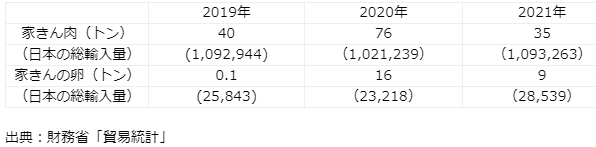 2019年 2020年 2021年
家きん肉（トン） 40 76 35
（日本の総輸入量） (1,092,944) （1,021,239） （1,093,263）
家きんの卵（トン） 0.1 16 9
（日本の総輸入量） (25,843) （23,218） （28,539）
出典：財務省「貿易統計」